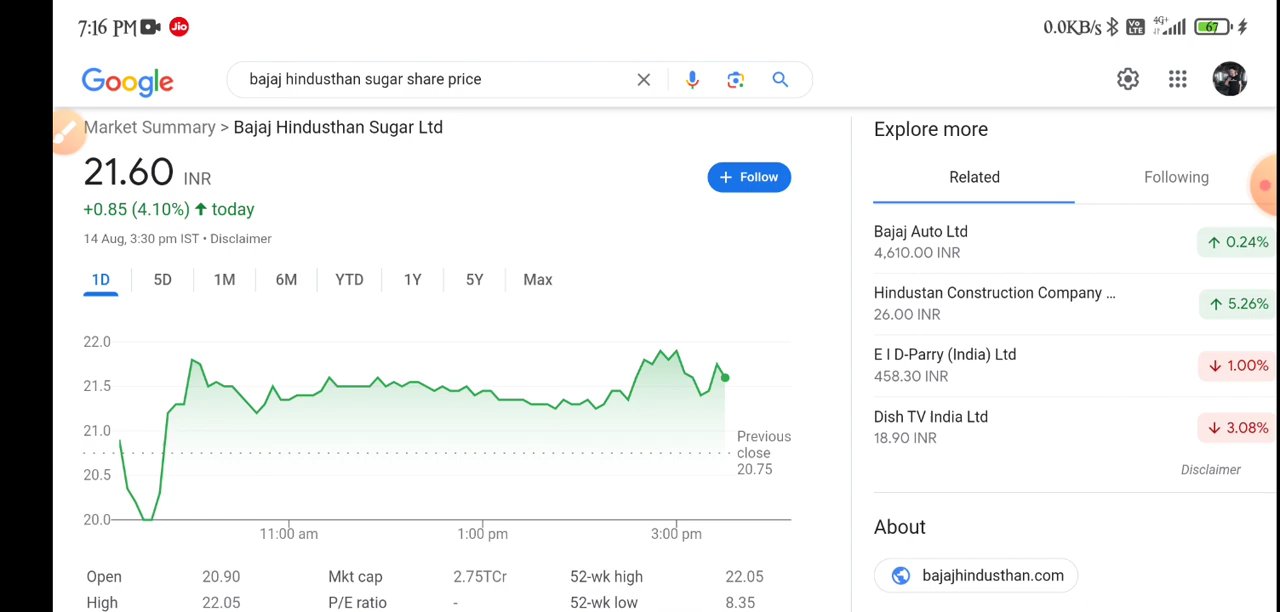 7:16 PM Jio
0.0KB/s Vo LTE 4G+ 67
Google bajaj hindusthan sugar share price
Market Summary > Bajaj Hindusthan Sugar Ltd
21.60 INR
+ Follow
+0.85 (4.10%) ↑ today
14 Aug, 3:30 pm IST • Disclaimer
1D 5D 1M 6M YTD 1Y 5Y Max
22.0
21.5
21.0
20.5
20.0
Previous
close
20.75
11:00 am 1:00 pm 3:00 pm
Open 20.90 Mkt cap 2.75TCr 52-wk high 22.05
High 22.05 P/E ratio - 52-wk low 8.35
Explore more
Related Following
Bajaj Auto Ltd
4,610.00 INR
↑ 0.24%
Hindustan Construction Company ...
26.00 INR
↑ 5.26%
E I D-Parry (India) Ltd
458.30 INR
↓ 1.00%
Dish TV India Ltd
18.90 INR
↓ 3.08%
Disclaimer
About
bajajhindusthan.com